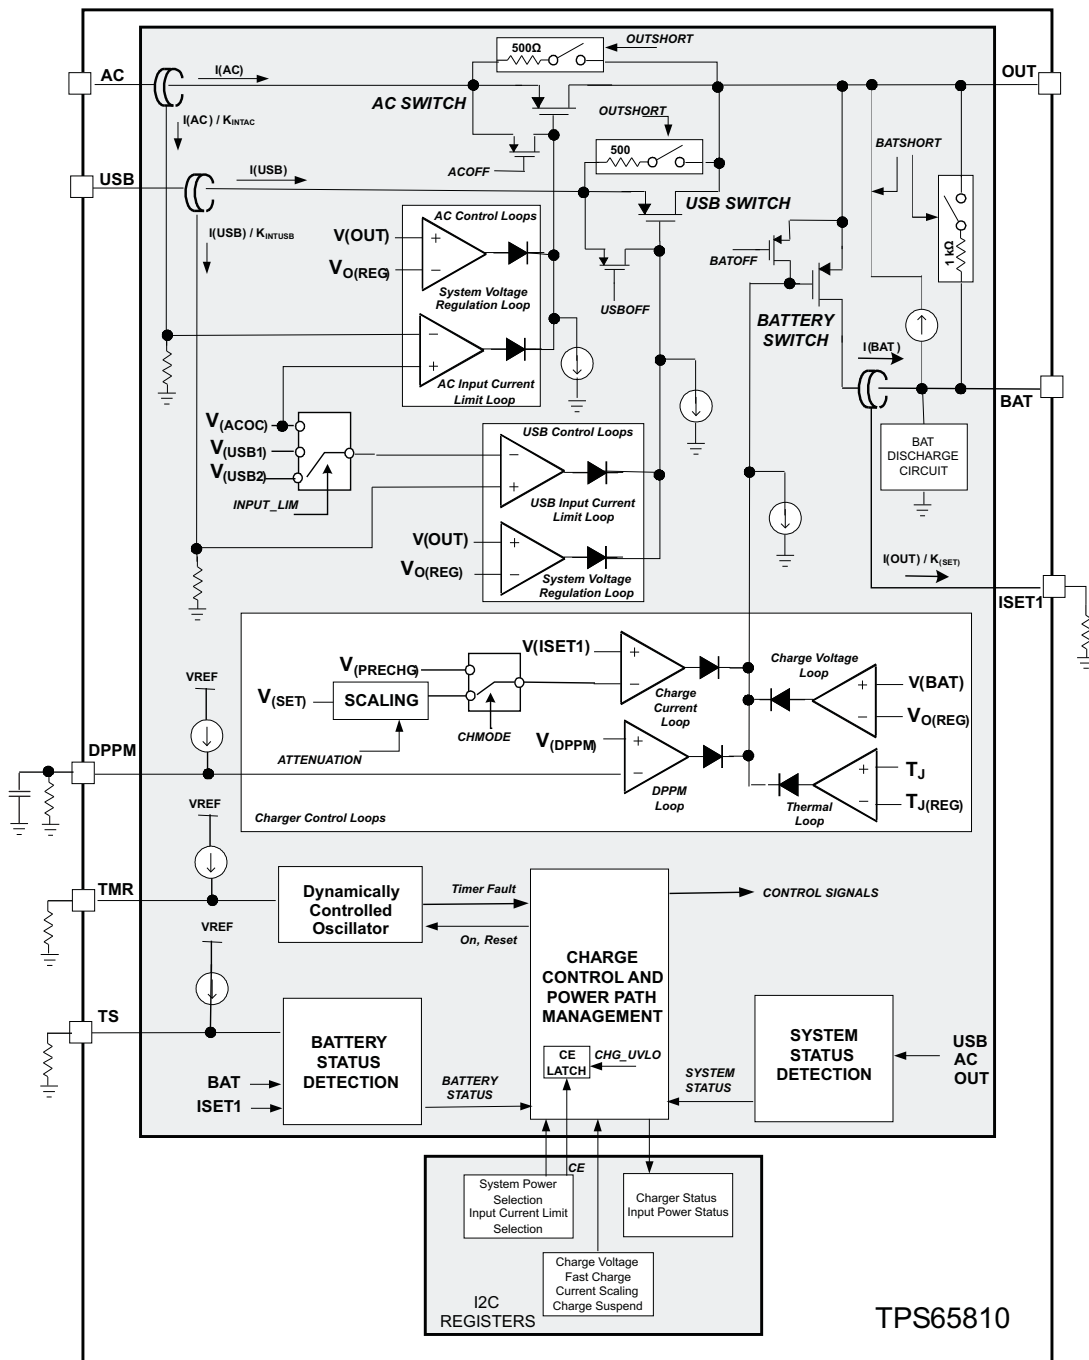 500Ω
OUTSHORT
AC
I(AC)
OUT
AC SWITCH
OUTSHORT
I(AC) / KINTAC
BATSHORT
500
ACOFF
USB
I(USB)
USB SWITCH
AC Control Loops
V(OUT)
+
I(USB) / KINTUSB
1 kΩ
VO(REG)
−
BATOFF
System Voltage
Regulation Loop
USBOFF
BATTERY
SWITCH
−
I(BAT)
+
AC Input Current
Limit Loop
BAT
V(ACOC)
USB Control Loops
BAT
DISCHARGE
CIRCUIT
V(USB1)
−
V(USB2)
+
INPUT_LIM
USB Input Current
Limit Loop
V(OUT)
+
I(OUT) / K(SET)
VO(REG)
−
System Voltage
Regulation Loop
ISET1
V(ISET1)
+
V(PRECHG)
Charge Voltage
Loop
VREF
−
+
V(BAT)
V(SET)
SCALING
Charge
Current
Loop
−
VO(REG)
CHMODE
V(DPPM)
+
DPPM
ATTENUATION
−
+
TJ
DPPM
Loop
−
TJ(REG)
VREF
Thermal
Loop
Charger Control Loops
TMR
Dynamically
Controlled
Oscillator
Timer Fault
CONTROL SIGNALS
VREF
On, Reset
CHARGE
CONTROL AND
POWER PATH
MANAGEMENT
TS
BATTERY
STATUS
DETECTION
SYSTEM
STATUS
DETECTION
USB
AC
OUT
CE
LATCH
CHG_UVLO
BAT
ISET1
BATTERY
STATUS
SYSTEM
STATUS
CE
System Power
Selection
Input Current Limit
Selection
Charger Status
Input Power Status
Charge Voltage
Fast Charge
Current Scaling
Charge Suspend
I2C
REGISTERS
TPS65810